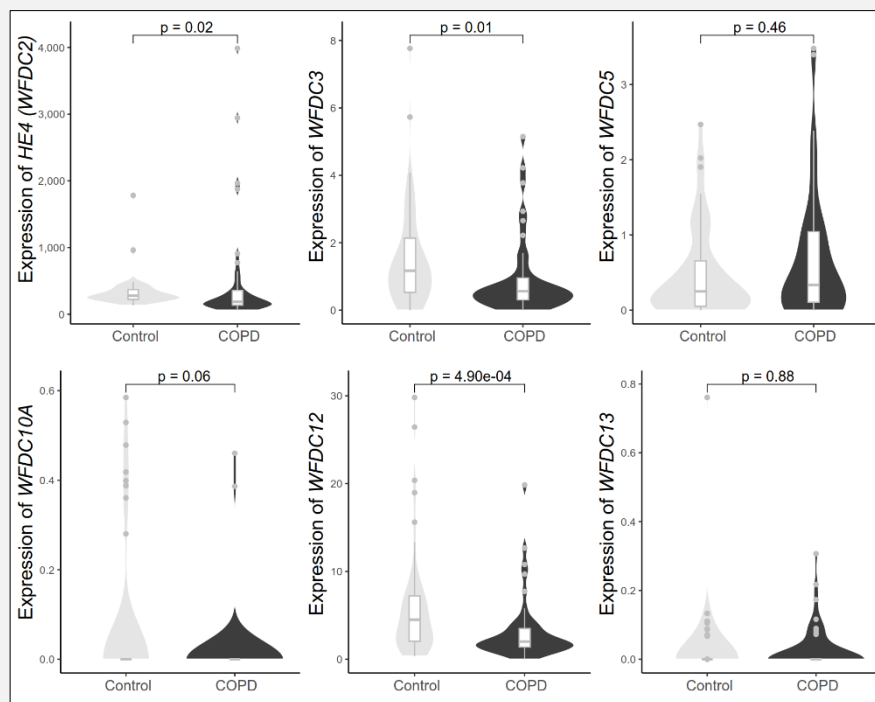 Expression of HE4 (WFDC2)
p = 0.02
4,000
3,000
2,000
1,000
0
Control
COPD
Expression of WFDC3
p = 0.01
8
6
4
2
0
Control
COPD
Expression of WFDC5
p = 0.46
3
2
1
0
Control
COPD
Expression of WFDC10A
p = 0.06
0.6
0.4
0.2
0.0
Control
COPD
Expression of WFDC12
p = 4.90e-04
30
20
10
0
Control
COPD
Expression of WFDC13
p = 0.88
0.8
0.6
0.4
0.2
0.0
Control
COPD